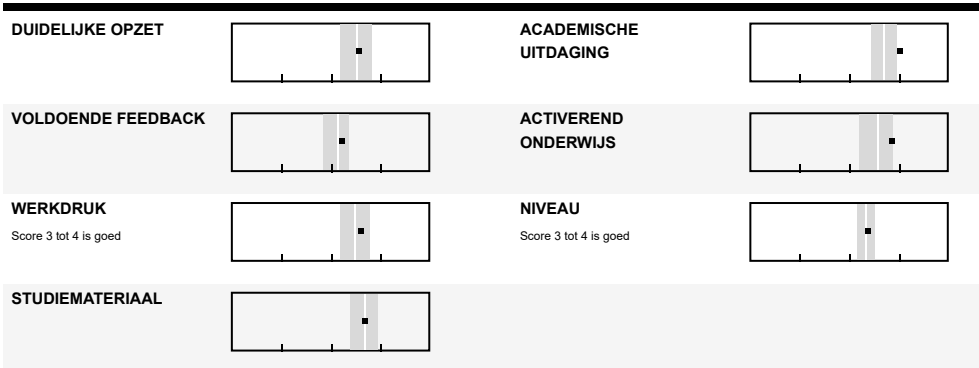 DUIDELIJKE OPZET
ACADEMISCHE
UITDAGING
VOLDOENDE FEEDBACK
ACTIVEREND
ONDERWIJS
WERKDRUK
Score 3 tot 4 is goed
NIVEAU
Score 3 tot 4 is goed
STUDIEMATERIAAL